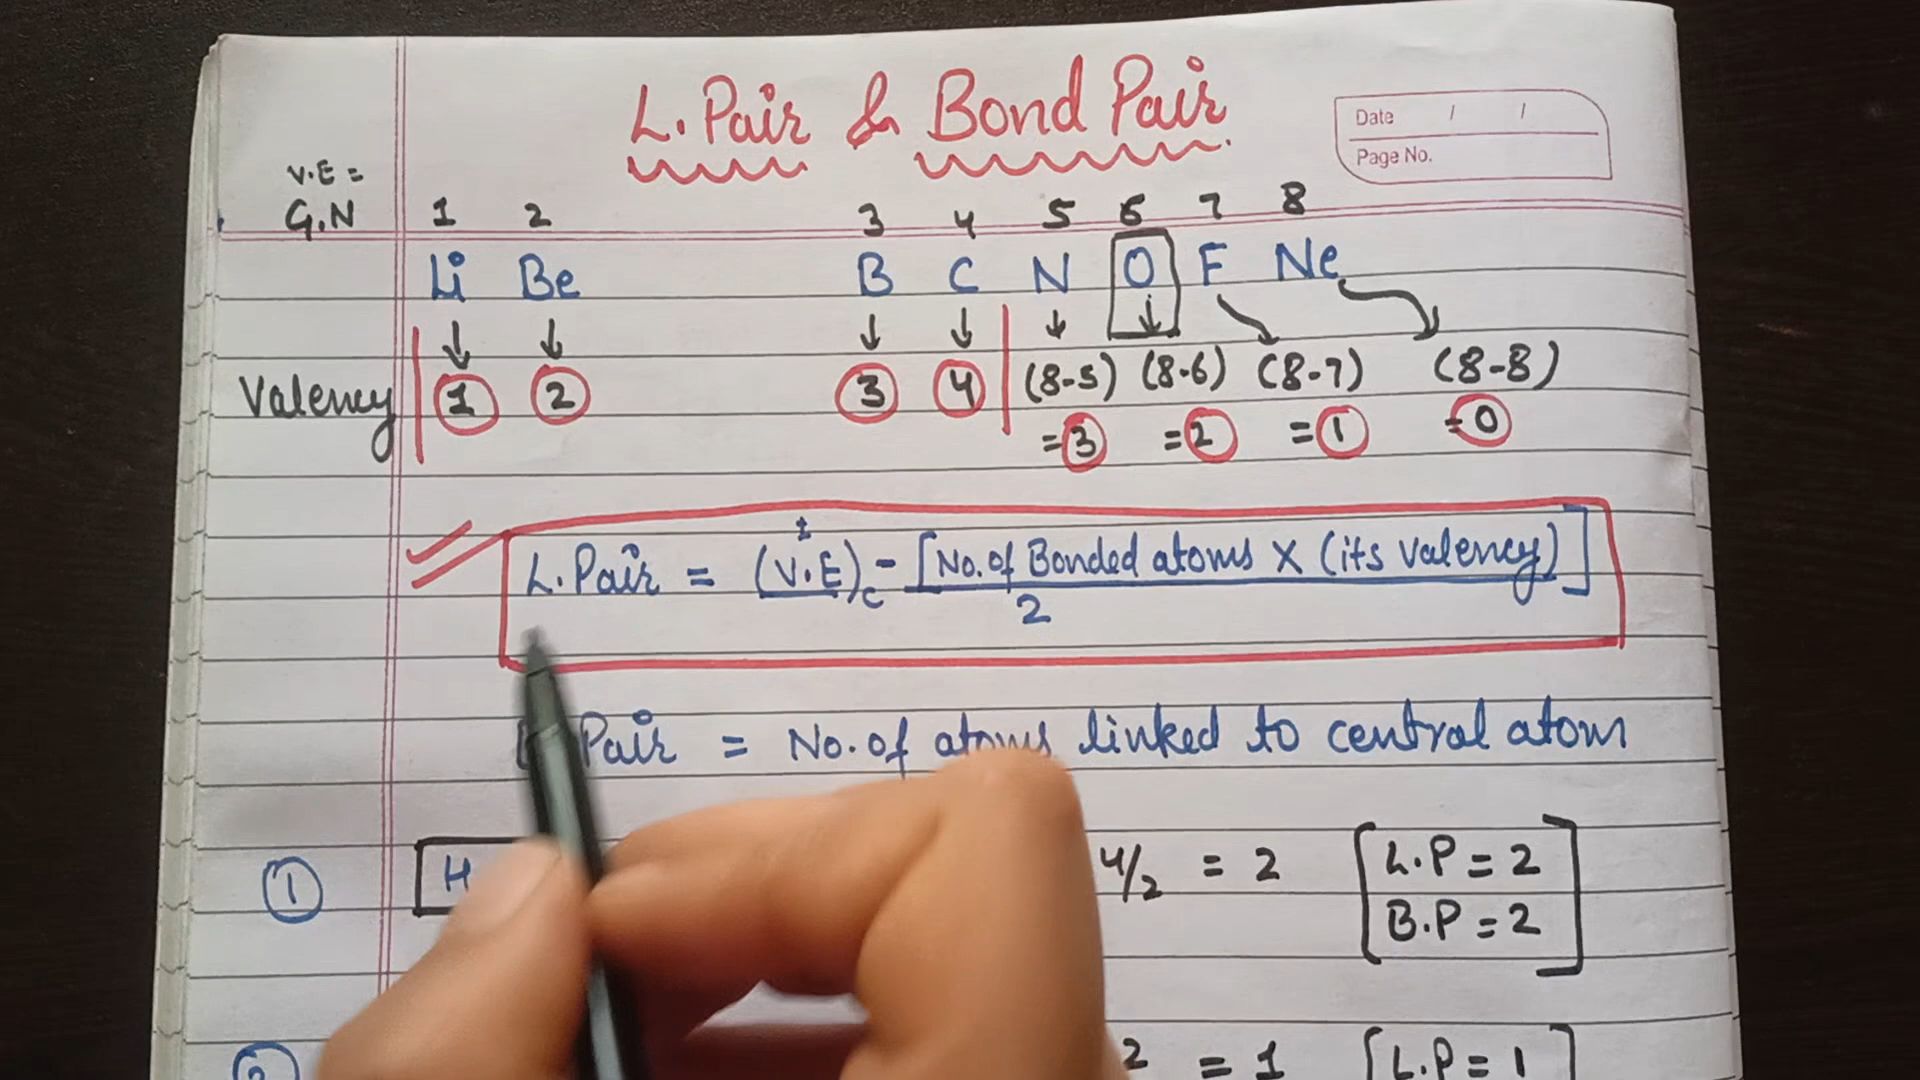 L. Pair & Bond Pair
Date / /
Page No.
V.E =
G.N 1 2 3 4 5 6 7 8
Li Be B C N O F Ne
Valency 1 2 3 4 (8-5) (8-6) (8-7) (8-8)
=3 =2 =1 =0
L. Pair = (V.E)c - [No. of Bonded atoms X (its valency)]
2
Pair = No. of atoms linked to central atom
1 H 4/2 = 2 [L.P = 2
B.P = 2]
2 2 = 1 [L.P = 1]